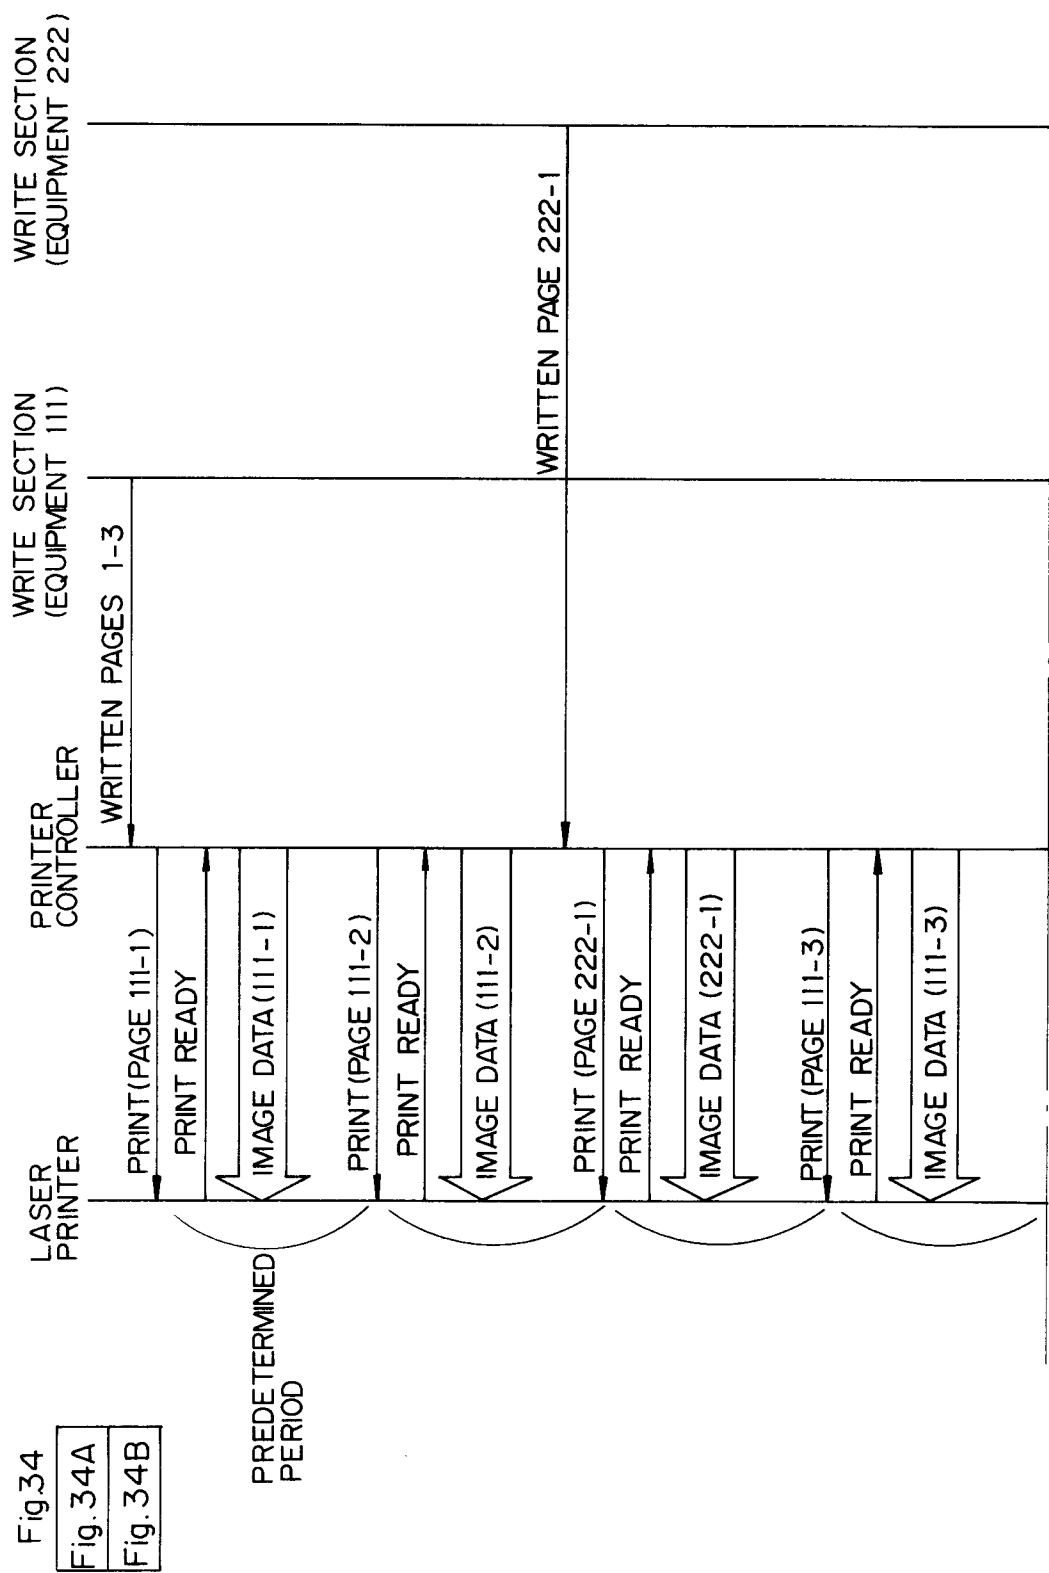 Fig.34
Fig. 34A
Fig. 34B
LASER
PRINTER
PRINTER
CONTROLLER
WRITE SECTION
(EQUIPMENT 111)
WRITE SECTION
(EQUIPMENT 222)
WRITTEN PAGES 1-3
PRINT(PAGE 111-1)
PRINT READY
IMAGE DATA(111-1)
PREDETERMINED
PERIOD
PRINT(PAGE 111-2)
PRINT READY
IMAGE DATA (111-2)
WRITTEN PAGE 222-1
PRINT (PAGE 222-1)
PRINT READY
IMAGE DATA (222-1)
PRINT(PAGE 111-3)
PRINT READY
IMAGE DATA (111-3)